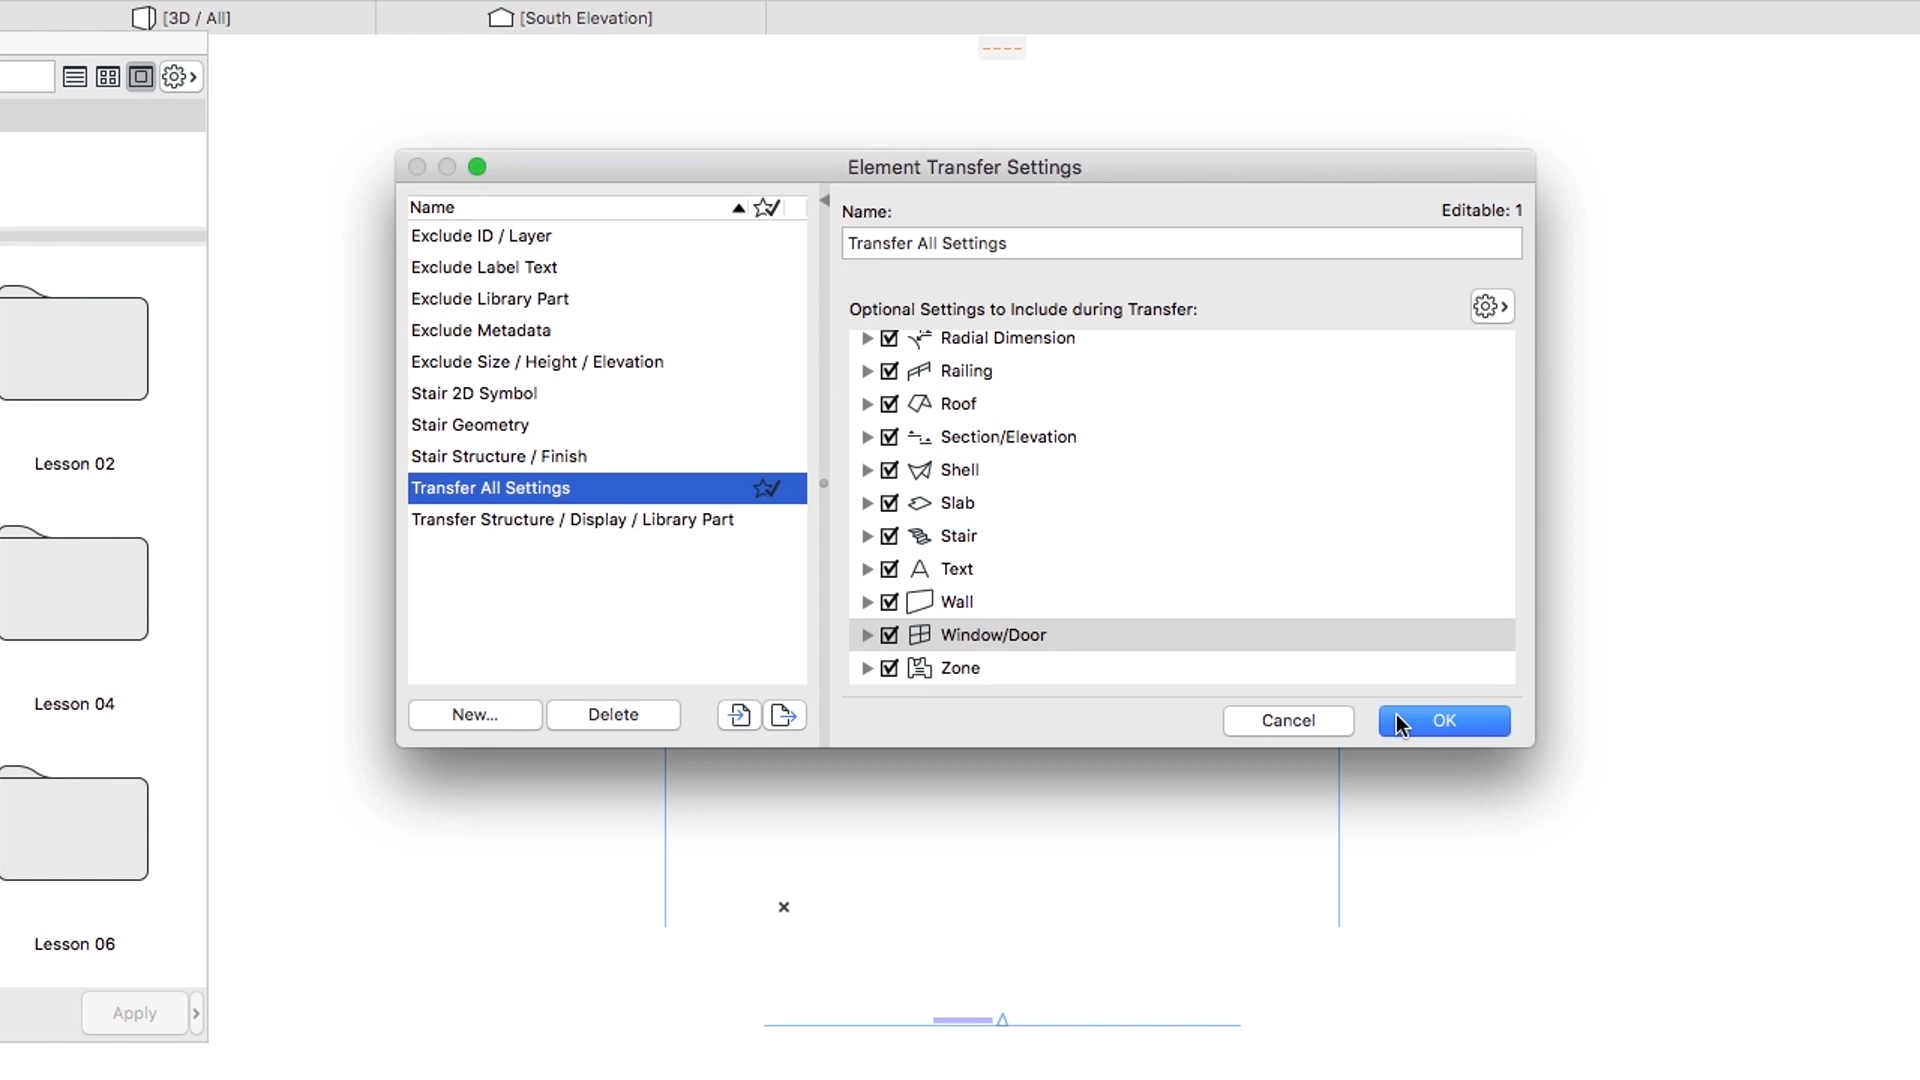 [3D / All]
[South Elevation]
Element Transfer Settings
Name
Exclude ID / Layer
Exclude Label Text
Exclude Library Part
Exclude Metadata
Exclude Size / Height / Elevation
Stair 2D Symbol
Stair Geometry
Stair Structure / Finish
Transfer All Settings
Transfer Structure / Display / Library Part
New...
Delete
Name:
Editable: 1
Transfer All Settings
Optional Settings to Include during Transfer:
Radial Dimension
Railing
Roof
Section/Elevation
Shell
Slab
Stair
Text
Wall
Window/Door
Zone
Cancel
OK
Lesson 02
Lesson 04
Lesson 06
Apply